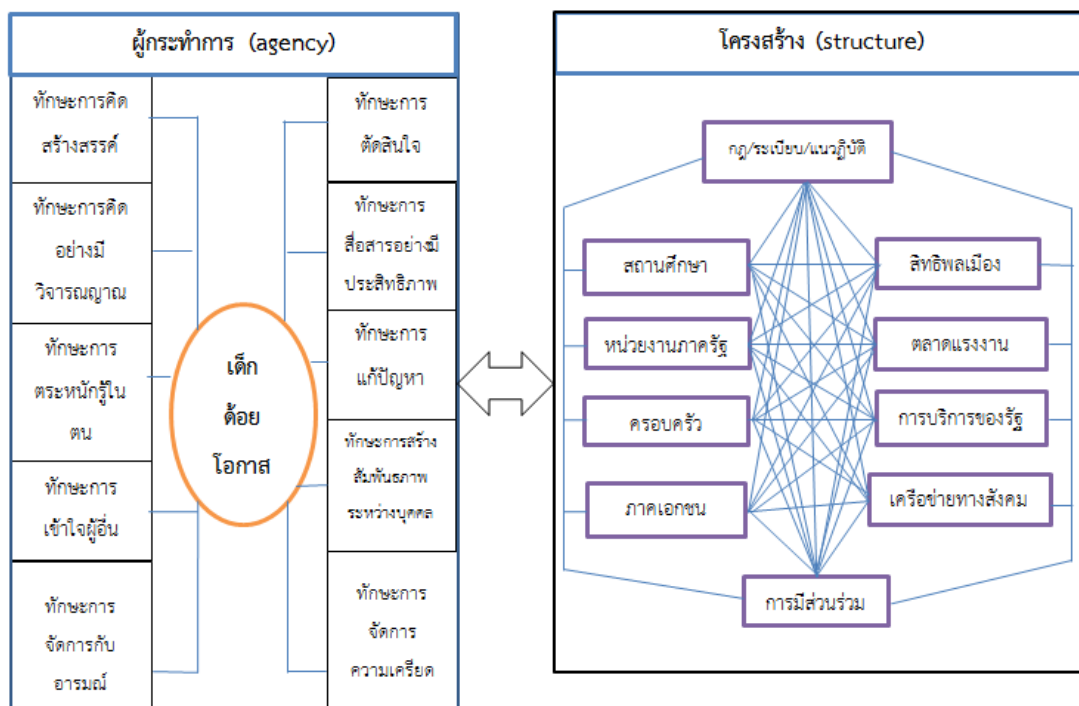 ผู้กระทำการ (agency)
ทักษะการคิด
สร้างสรรค์
ทักษะการคิด
อย่างมี
วิจารณญาณ
ทักษะการ
ตระหนักรู้ใน
ตน
ทักษะการ
เข้าใจผู้อื่น
ทักษะการ
จัดการกับ
อารมณ์
เด็ก
ด้อย
โอกาส
ทักษะการ
ตัดสินใจ
ทักษะการ
สื่อสารอย่างมี
ประสิทธิภาพ
ทักษะการ
แก้ปัญหา
ทักษะการสร้าง
สัมพันธภาพ
ระหว่างบุคคล
ทักษะการ
จัดการ
ความเครียด
โครงสร้าง (structure)
กฎ/ระเบียบ/แนวฏิบัติ
สถานศึกษา
หน่วยงานภาครัฐ
ครอบครัว
ภาคเอกชน
สิทธิพลเมือง
ตลาดแรงงาน
การบริการของรัฐ
เครือข่ายทางสังคม
การมีส่วนร่วม